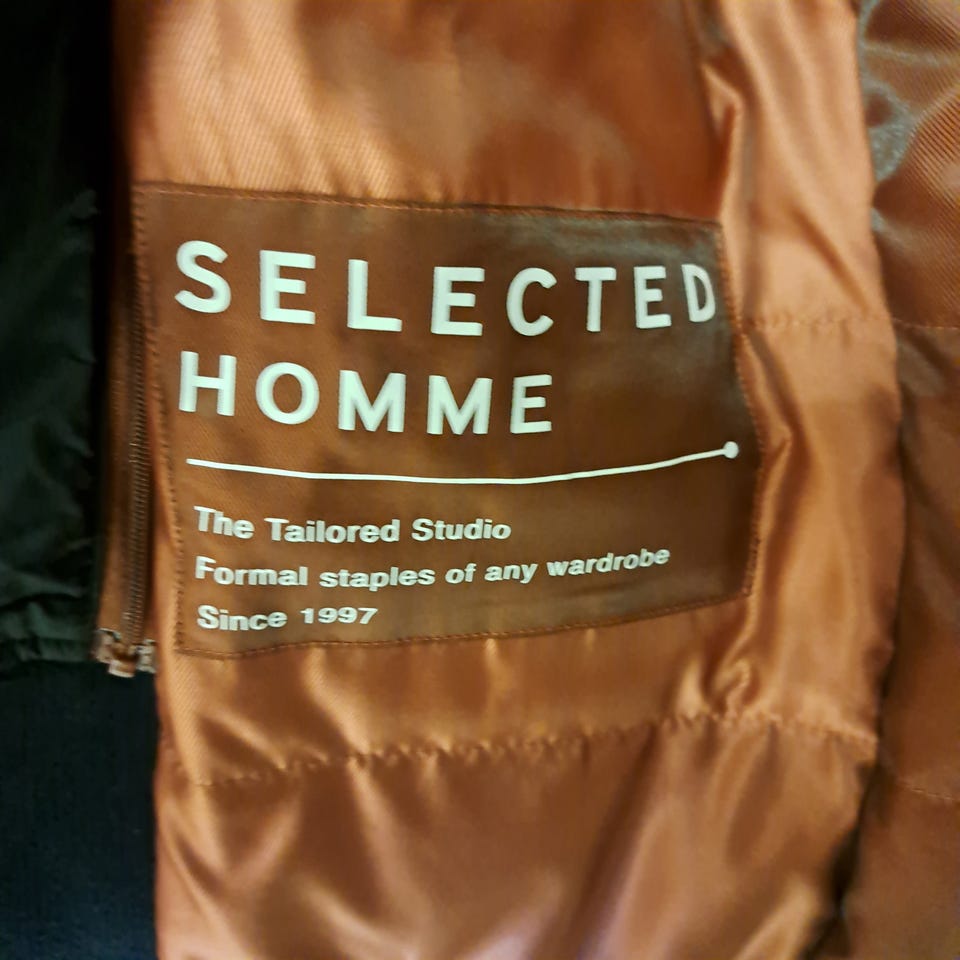 SELECTED
HOMME
The Tailored Studio
Formal staples of any wardrobe
Since 1997